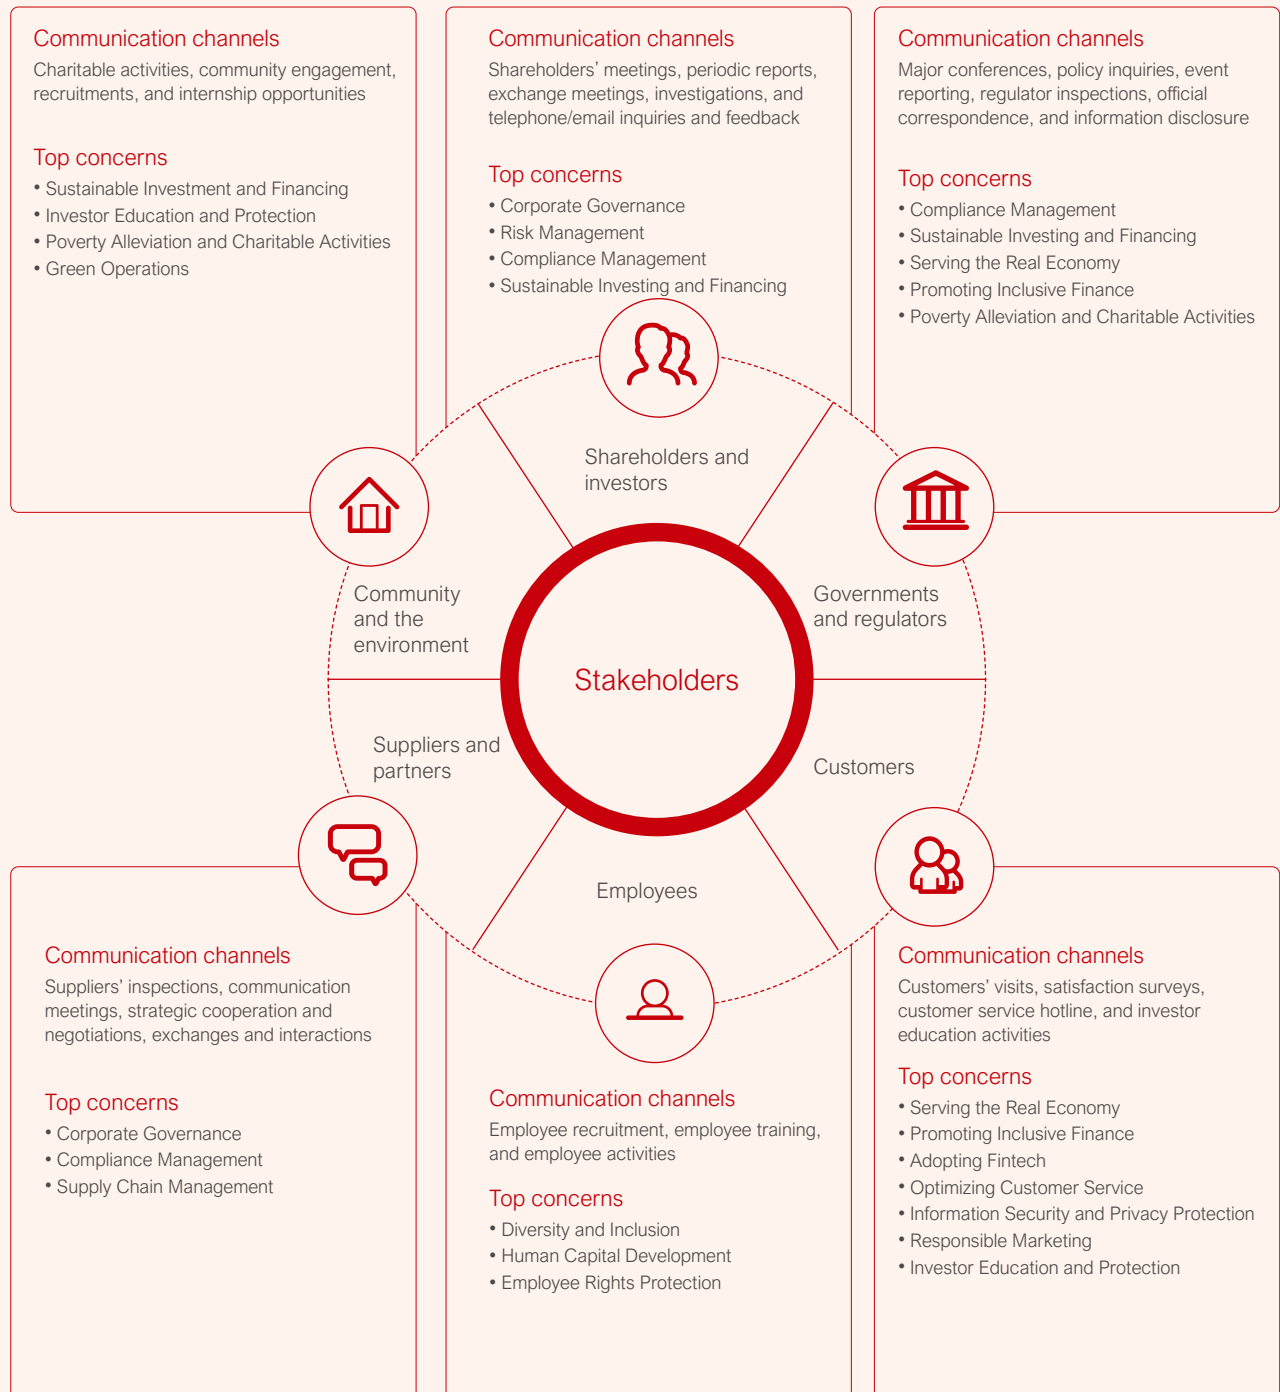 Communication channels
Charitable activities, community engagement,
recruitments, and internship opportunities
Top concerns
• Sustainable Investment and Financing
• Investor Education and Protection
• Poverty Alleviation and Charitable Activities
• Green Operations
Communication channels
Shareholders’ meetings, periodic reports,
exchange meetings, investigations, and
telephone/email inquiries and feedback
Top concerns
• Corporate Governance
• Risk Management
• Compliance Management
• Sustainable Investing and Financing
Communication channels
Major conferences, policy inquiries, event
reporting, regulator inspections, official
correspondence, and information disclosure
Top concerns
• Compliance Management
• Sustainable Investing and Financing
• Serving the Real Economy
• Promoting Inclusive Finance
• Poverty Alleviation and Charitable Activities
Shareholders and
investors
Community
and the
environment
Governments
and regulators
Stakeholders
Suppliers and
partners
Customers
Employees
Communication channels
Suppliers’ inspections, communication
meetings, strategic cooperation and
negotiations, exchanges and interactions
Top concerns
• Corporate Governance
• Compliance Management
• Supply Chain Management
Communication channels
Employee recruitment, employee training,
and employee activities
Top concerns
• Diversity and Inclusion
• Human Capital Development
• Employee Rights Protection
Communication channels
Customers’ visits, satisfaction surveys,
customer service hotline, and investor
education activities
Top concerns
• Serving the Real Economy
• Promoting Inclusive Finance
• Adopting Fintech
• Optimizing Customer Service
• Information Security and Privacy Protection
• Responsible Marketing
• Investor Education and Protection